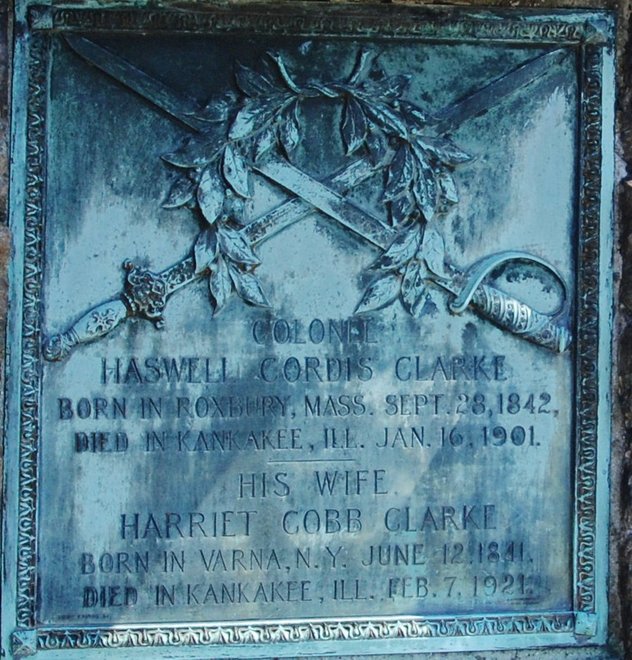 COLONEL
HASWELL CORDIS CLARKE
BORN IN ROXBURY, MASS. SEPT. 28, 1842,
DIED IN KANKAKEE, ILL. JAN. 16, 1901.
HIS WIFE
HARRIET COBB CLARKE
BORN IN VARNA, N.Y. JUNE 12. 1841.
DIED IN KANKAKEE, ILL. FEB. 7, 1921.